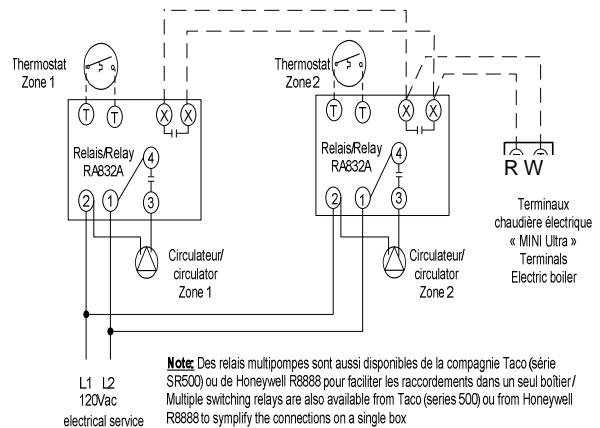 Thermostat
Zone 1
Thermostat
Zone 2
T T X X
T T X X
Relais/Relay
RA832A
4
2 1 3
Relais/Relay
RA832A
4
2 1 3
R W
Terminaux
chaudière électrique
« MINI Ultra »
Terminals
Electric boiler
Circulateur/
circulator
Zone 1
Circulateur/
circulator
Zone 2
L1 L2
120Vac
electrical service
Note: Des relais multipompes sont aussi disponibles de la compagnie Taco (série
SR500) ou de Honeywell R8888 pour faciliter les raccordements dans un seul boîtier /
Multiple switching relays are also available from Taco (series 500) or from Honeywell
R8888 to symplify the connections on a single box